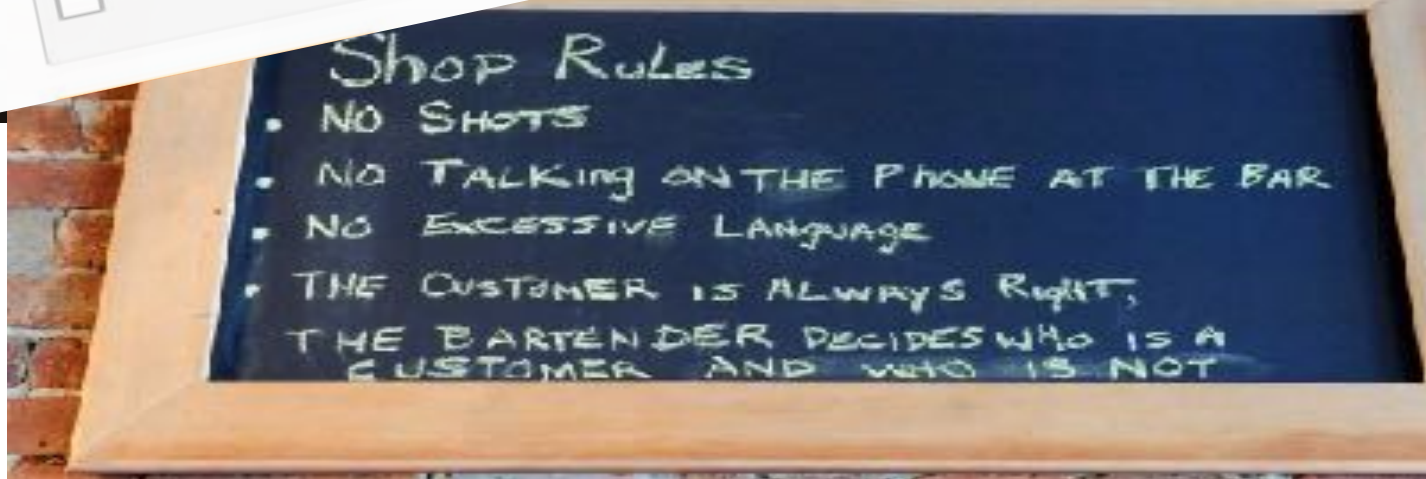 Shop Rules
• No SHOTS
• No TALKing ON THE PhONE AT THE BAR
• No EXCESSIVE LANguAgE
• THE CUSTOMER is ALWAyS RigHT,
THE BARTENDER DECIDES WHo is A
CUSTOMER AND WHO IS NOT